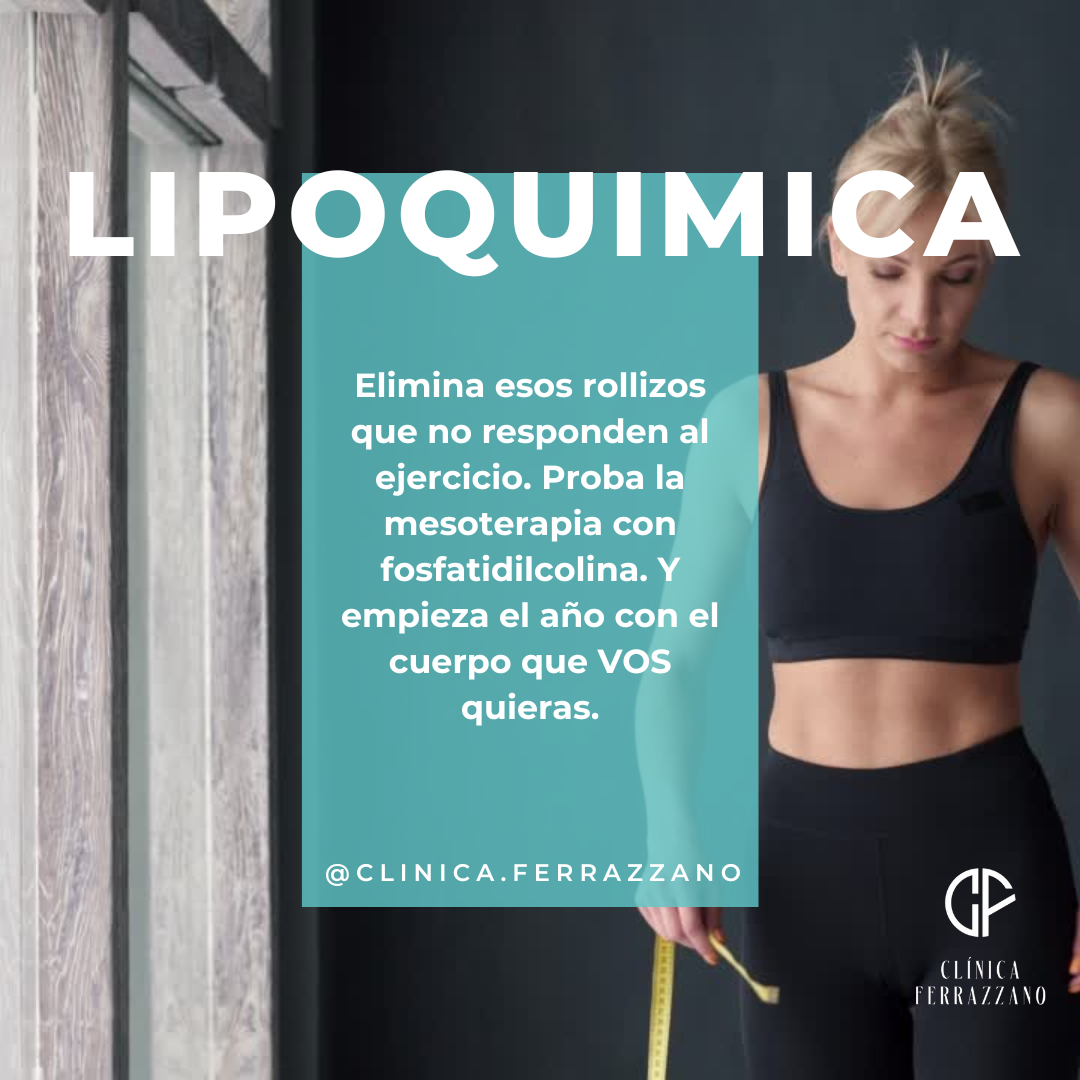 LIPOQUIMICA
Elimina esos rollizos
que no responden al
ejercicio. Proba la
mesoterapia con
fosfatidilcolina. Y
empieza el año con el
cuerpo que VOS
quieras.
@CLINICA.FERRAZZANO
CF
CLÍNICA
FERRAZZANO